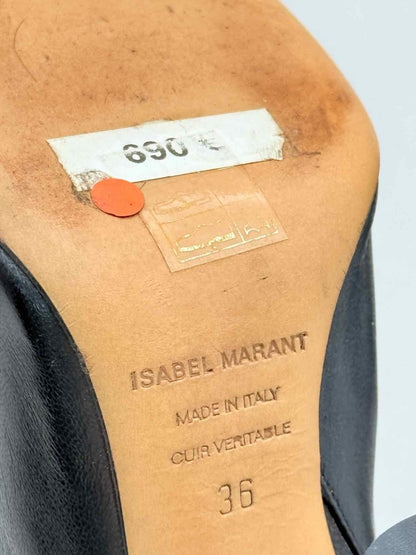 690 €
ISABEL MARANT
MADE IN ITALY
CUIR VERITABLE
36